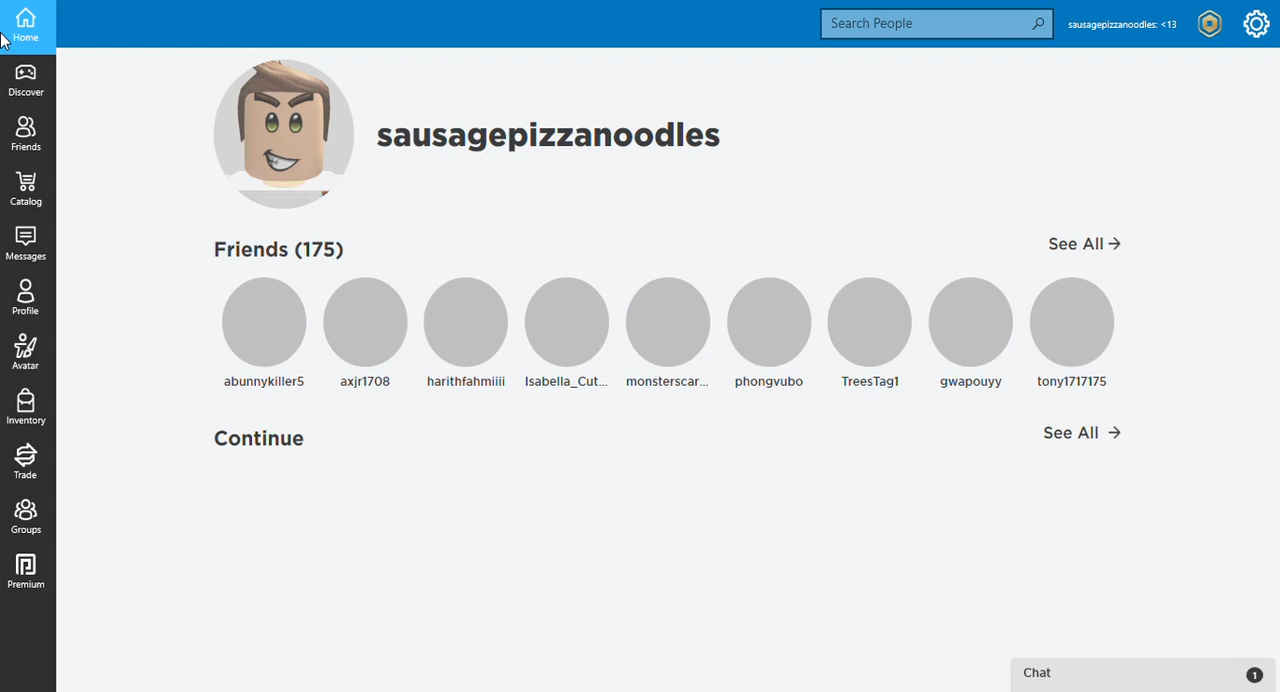 Search People
sausagepizzanoodles: <13
Home
Discover
Friends
Catalog
Messages
Profile
Avatar
Inventory
Trade
Groups
Premium
sausagepizzanoodles
Friends (175)
See All →
abunnykiller5
axjr1708
harithfahmiiii
Isabella_Cut...
monsterscar...
phongvubo
TreesTag1
gwapouyy
tony1717175
Continue
See All →
Chat
1